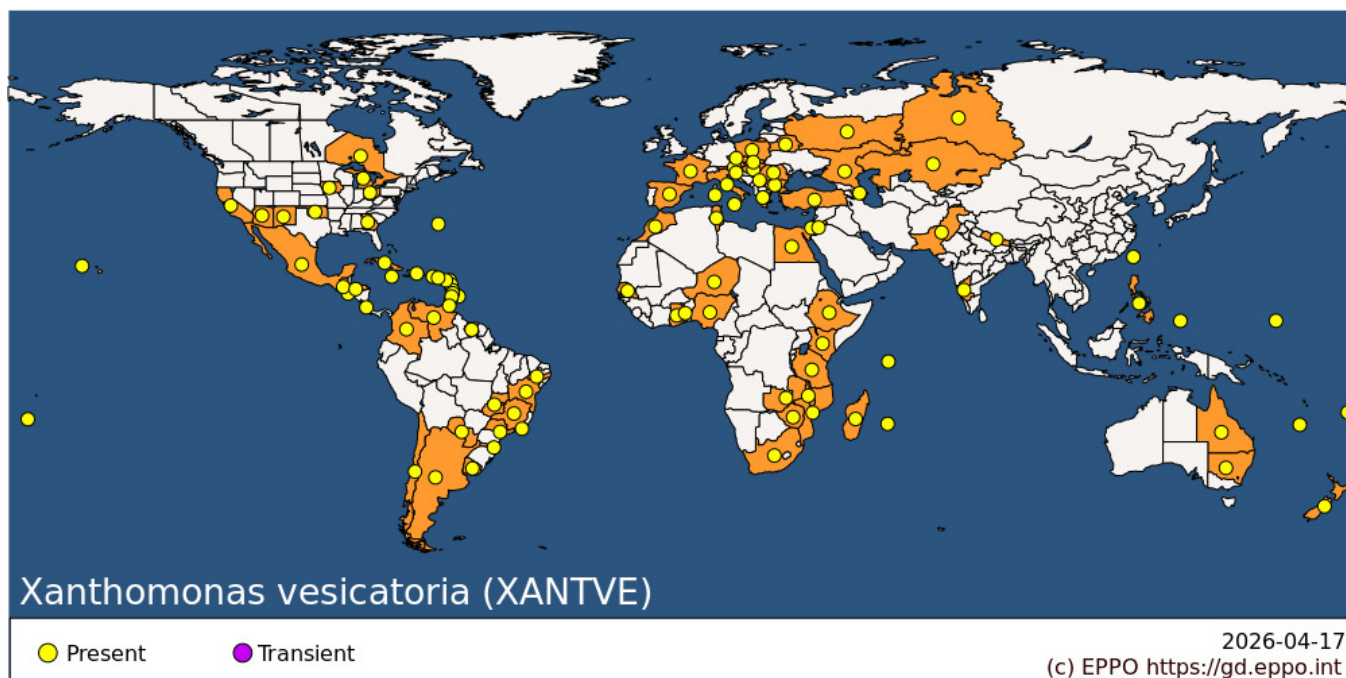 Xanthomonas vesicatoria (XANTVE)
Present
Transient
2026-04-17
(c) EPPO https://gd.eppo.int